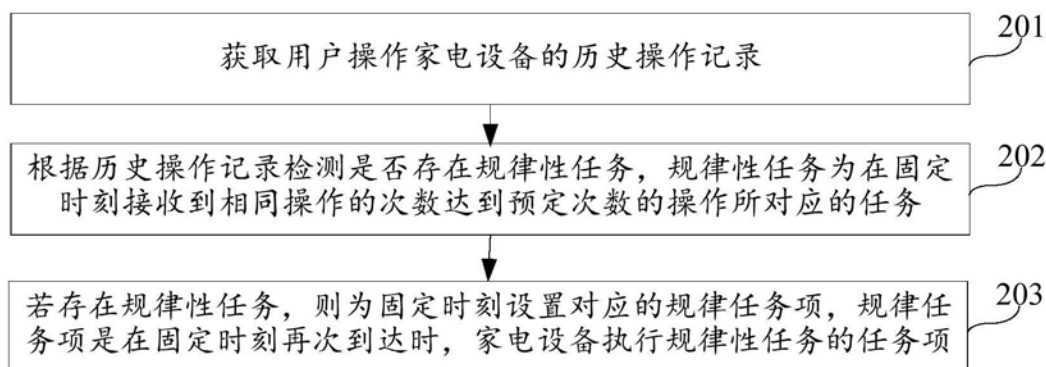 获取用户操作家电设备的历史操作记录
201
根据历史操作记录检测是否存在规律性任务，规律性任务为在固定
时刻接收到相同操作的次数达到预定次数的操作所对应的任务
202
若存在规律性任务，则为固定时刻设置对应的规律任务项，规律任
务项是在固定时刻再次到达时，家电设备执行规律性任务的任务项
203